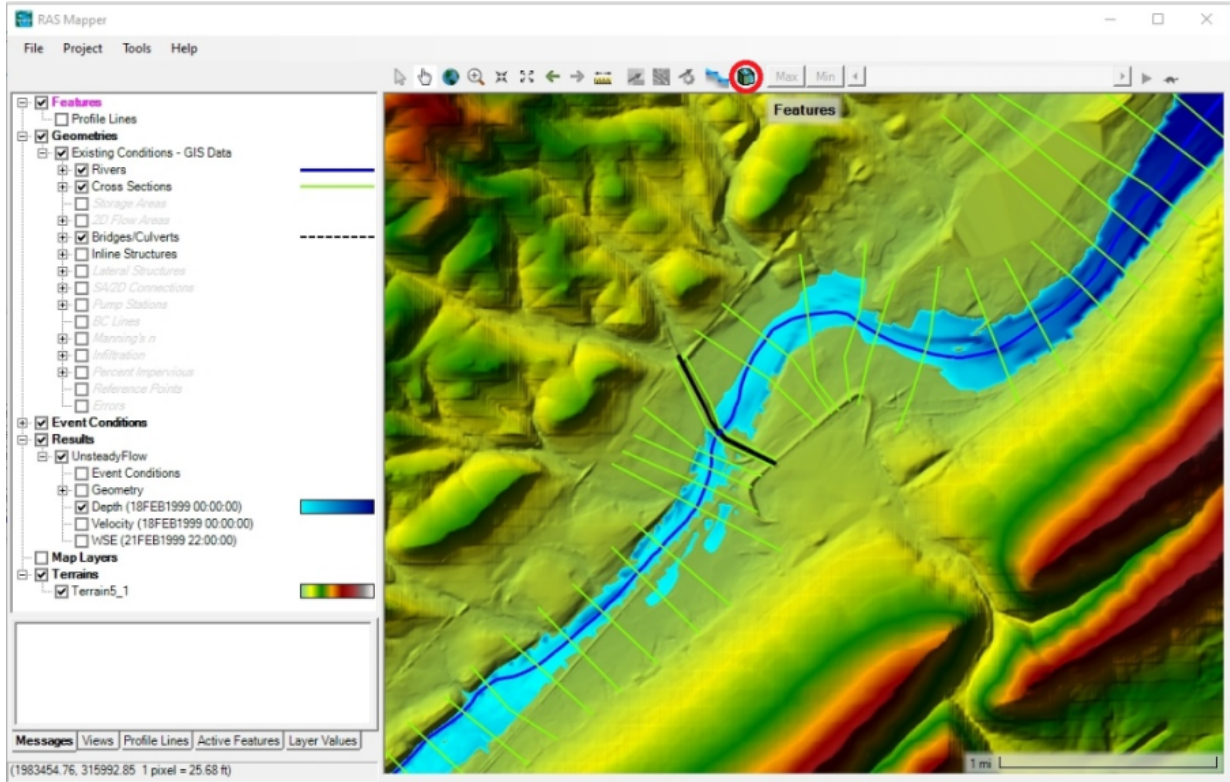 RAS Mapper
File Project Tools Help
Max Min
Features
Profile Lines
Geometries
Existing Conditions - GIS Data
Rivers
Cross Sections
Storage Areas
2D Flow Areas
Bridges/Culverts
Inline Structures
Lateral Structures
SA/2D Connections
Pump Stations
BC Lines
Manning's n
Infiltration
Percent Impervious
Reference Points
Errors
Event Conditions
Results
UnsteadyFlow
Event Conditions
Geometry
Depth (18FEB1999 00:00:00)
Velocity (18FEB1999 00:00:00)
WSE (21FEB1999 22:00:00)
Map Layers
Terrains
Terrain5_1
Features
1 mi
Messages Views Profile Lines Active Features Layer Values
(1983454.76, 315992.85 1 pixel = 25.68 ft)